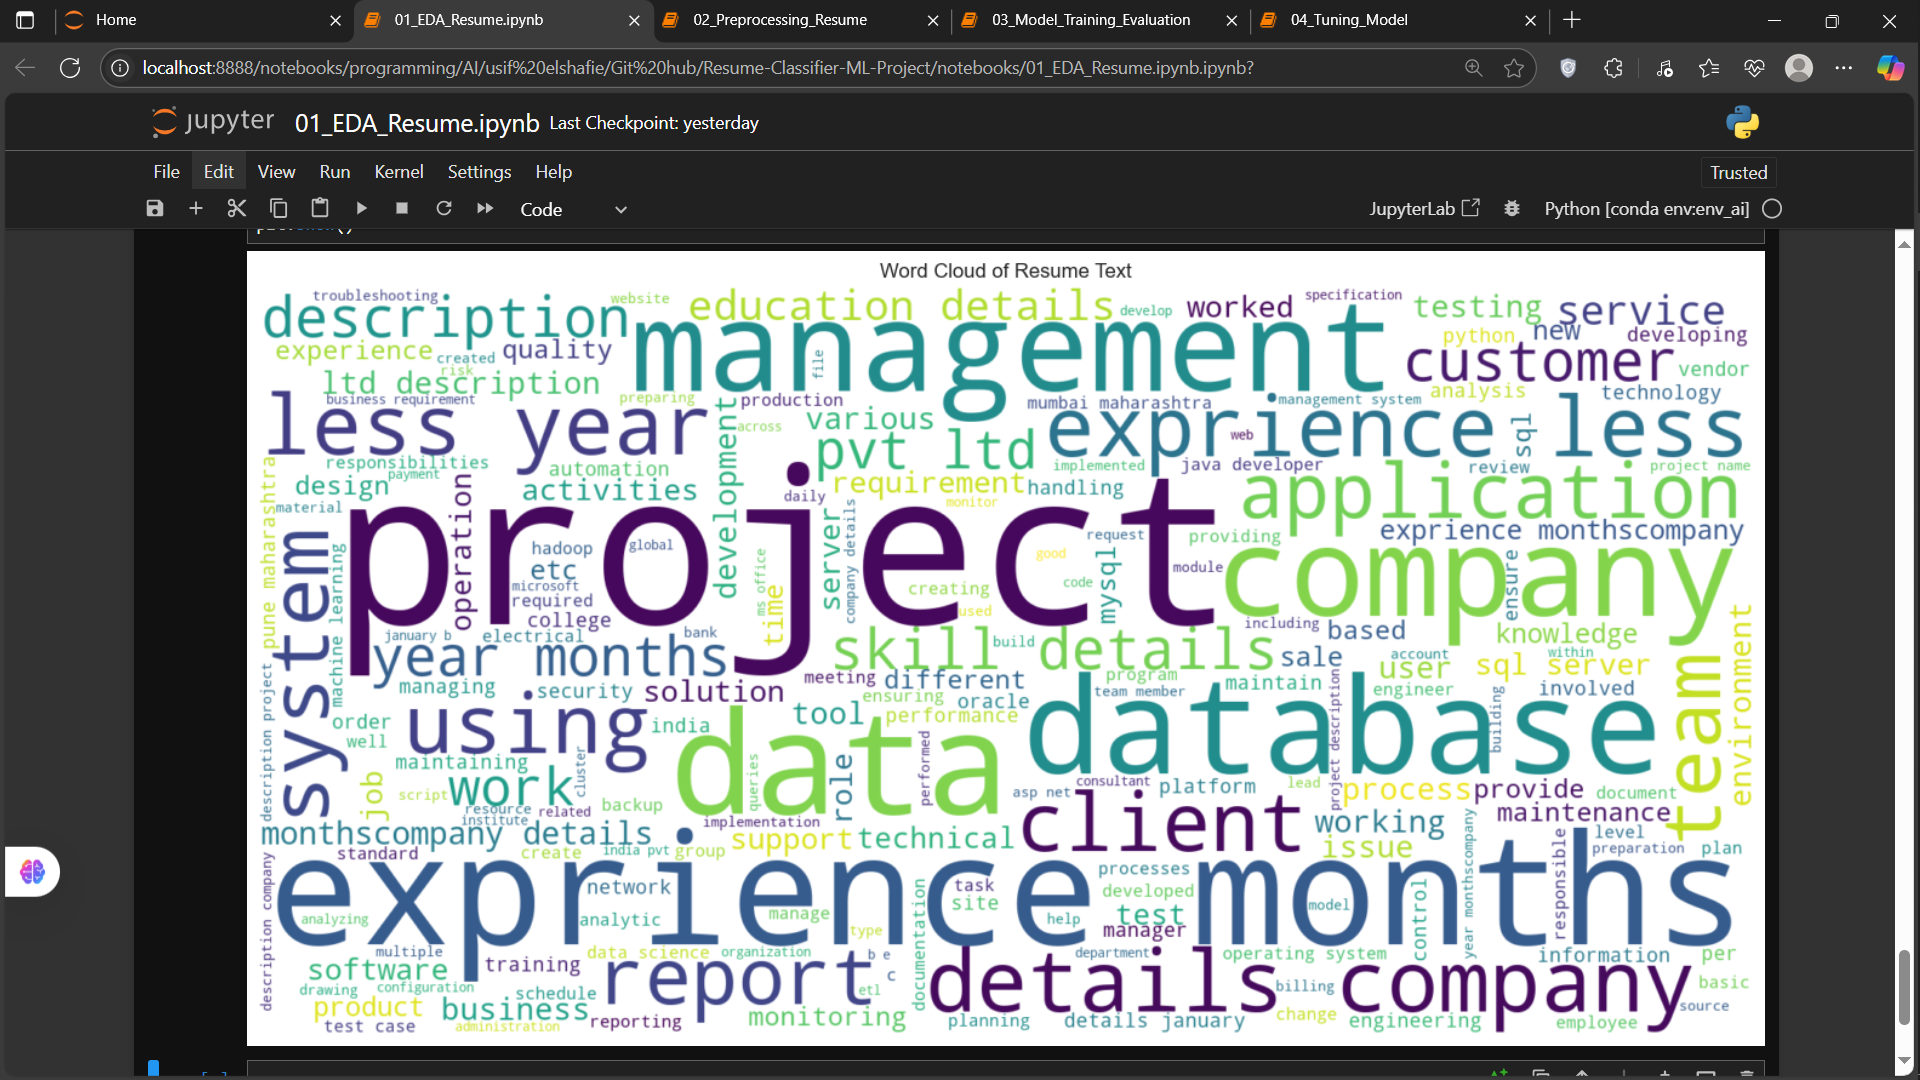 Home
01_EDA_Resume.ipynb
02_Preprocessing_Resume
03_Model_Training_Evaluation
04_Tuning_Model
localhost:8888/notebooks/programming/AI/usif%20elshafie/Git%20hub/Resume-Classifier-ML-Project/notebooks/01_EDA_Resume.ipynb.ipynb?
jupyter 01_EDA_Resume.ipynb Last Checkpoint: yesterday
File Edit View Run Kernel Settings Help
Trusted
Code
JupyterLab
Python [conda env:env_ai]
Word Cloud of Resume Text
troubleshooting
website
education details
develop
worked
specification
testing
service
description
management
python
new
developing
experience
created
quality
file
customer
vendor
risk
ltd description
business requirement
preparing
production
mumbai maharashtra
management system
analysis
technology
less year
development
across
various
exprience less
web
sql
pvt ltd
responsibilities
payment
automation
implemented
java developer
review
project name
design
activities
daily
requirement
handling
application
material
pune maharashtra
operation
monitor
exprience monthscompany
project
server
company details
request
providing
system
machine learning
hadoop
global
etc
microsoft
required
college
ms office
time
good
code
mysql
module
company
ensure
creating
used
january b
electrical
bank
including
based
knowledge
environment
year months
skill details
build
sale
account
within
user
sql server
team
managing
security
solution
meeting
different
program
maintain
engineer
involved
ensuring
oracle
team member
description project
order
well
using
india
tool
performance
data
database
building
project description
maintaining
cluster
queries
role
performed
consultant
platform
lead
process
provide
document
job
script
work
resource
institute
related
backup
asp net
client
working
maintenance
monthscompany details
implementation
support
technical
issue
level
preparation
plan
standard
create
india pvt
group
description company
exprience months
network
task
site
processes
developed
test
manager
help
model
control
year monthscompany
responsible
analyzing
analytic
manage
type
documentation
multiple
data science
organization
b e
c
department
operating system
information
per
software
training
report
details company
drawing
configuration
schedule
etl
billing
basic
source
product
business
reporting
monitoring
planning
details january
change
engineering
employee
test case
administration